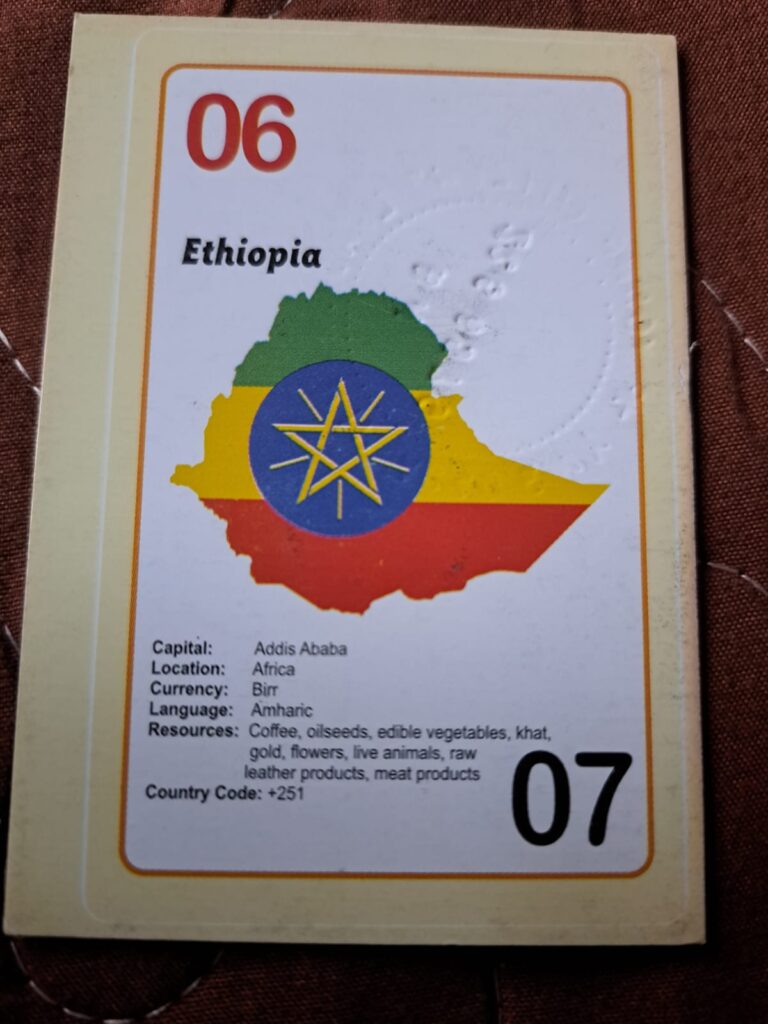 06
Ethiopia
Capital: Addis Ababa
Location: Africa
Currency: Birr
Language: Amharic
Resources: Coffee, oilseeds, edible vegetables, khat,
gold, flowers, live animals, raw
leather products, meat products
Country Code: +251
07